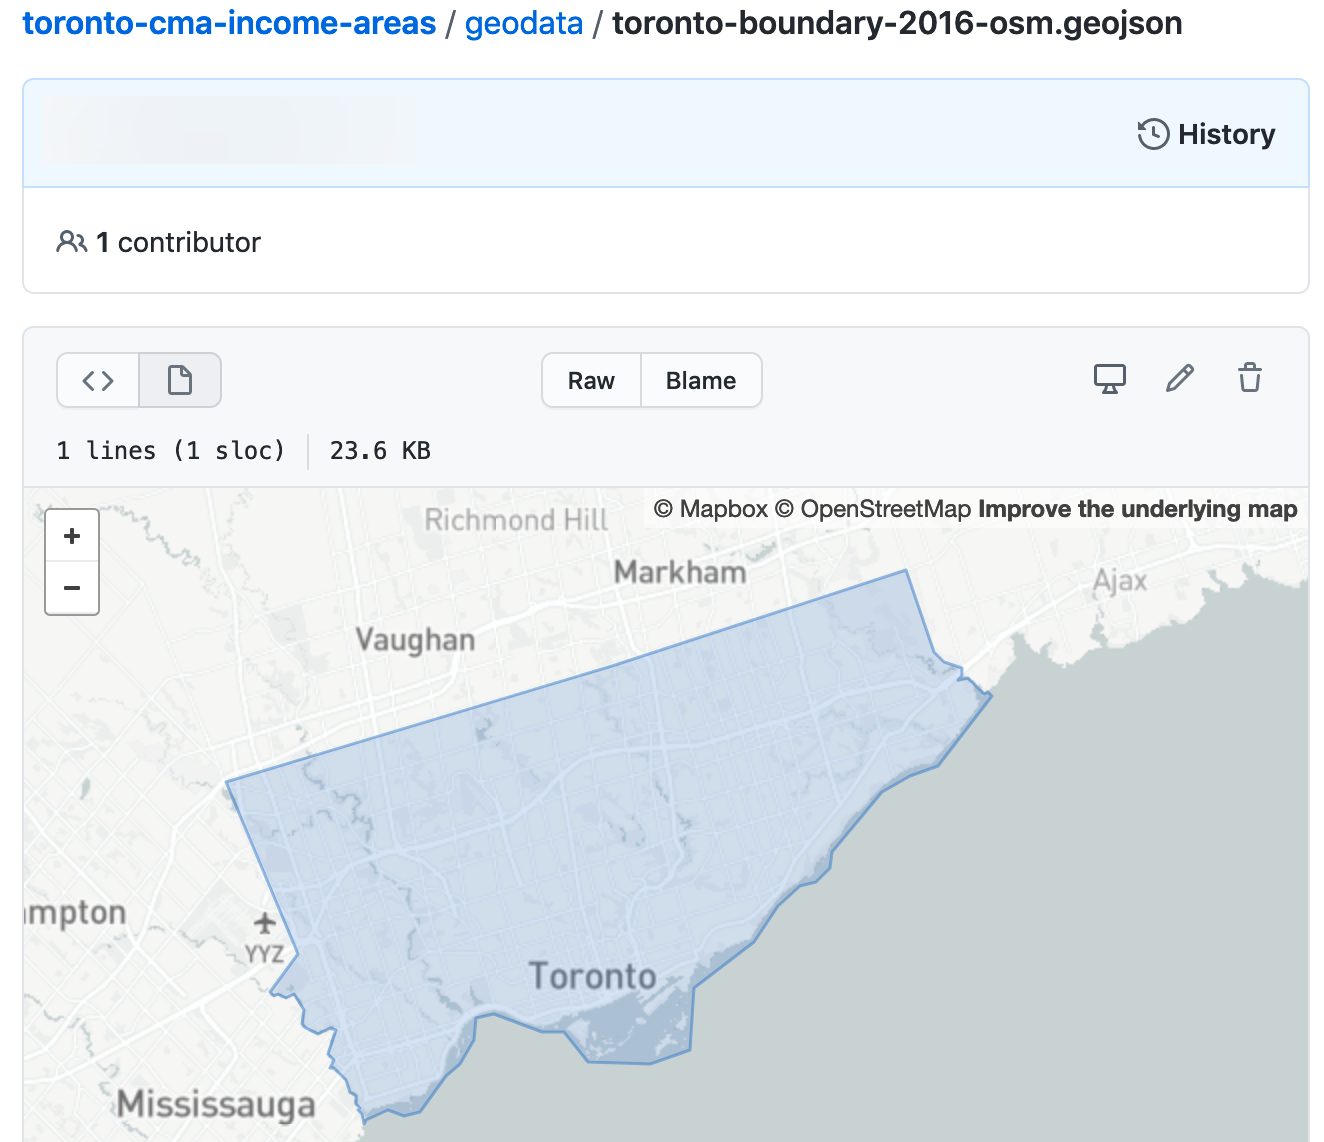 toronto-cma-income-areas / geodata / toronto-boundary-2016-osm.geojson
History
1 contributor
Raw Blame
1 lines (1 sloc) 23.6 KB
© Mapbox © OpenStreetMap Improve the underlying map
+
−
Richmond Hill
Markham
Ajax
Vaughan
mpton
YYZ
Toronto
Mississauga